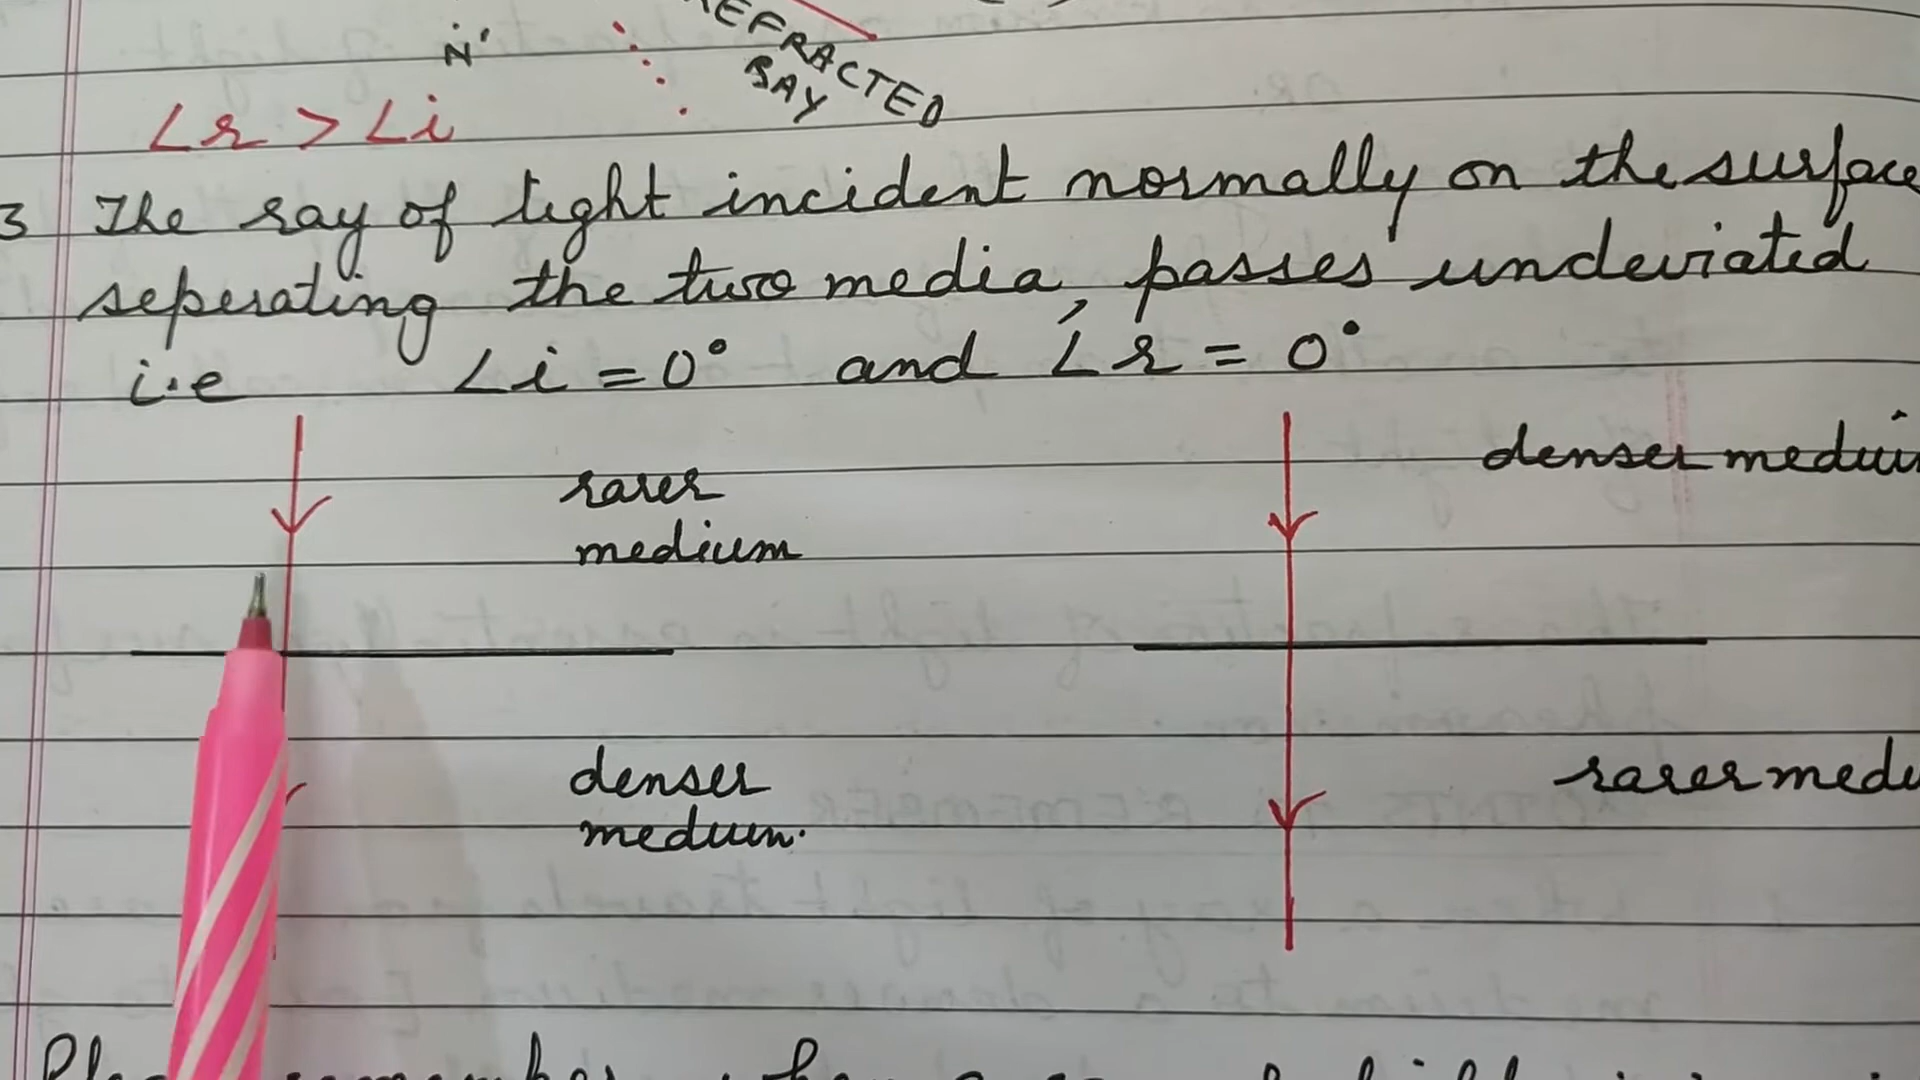 N'
REFRACTED
RAY
∠r > ∠i
3 The ray of light incident normally on the surface
seperating the two media, passes undeviated
i.e ∠i = 0° and ∠r = 0°
rarer
medium
denser
medium.
denser medium
rarer medi